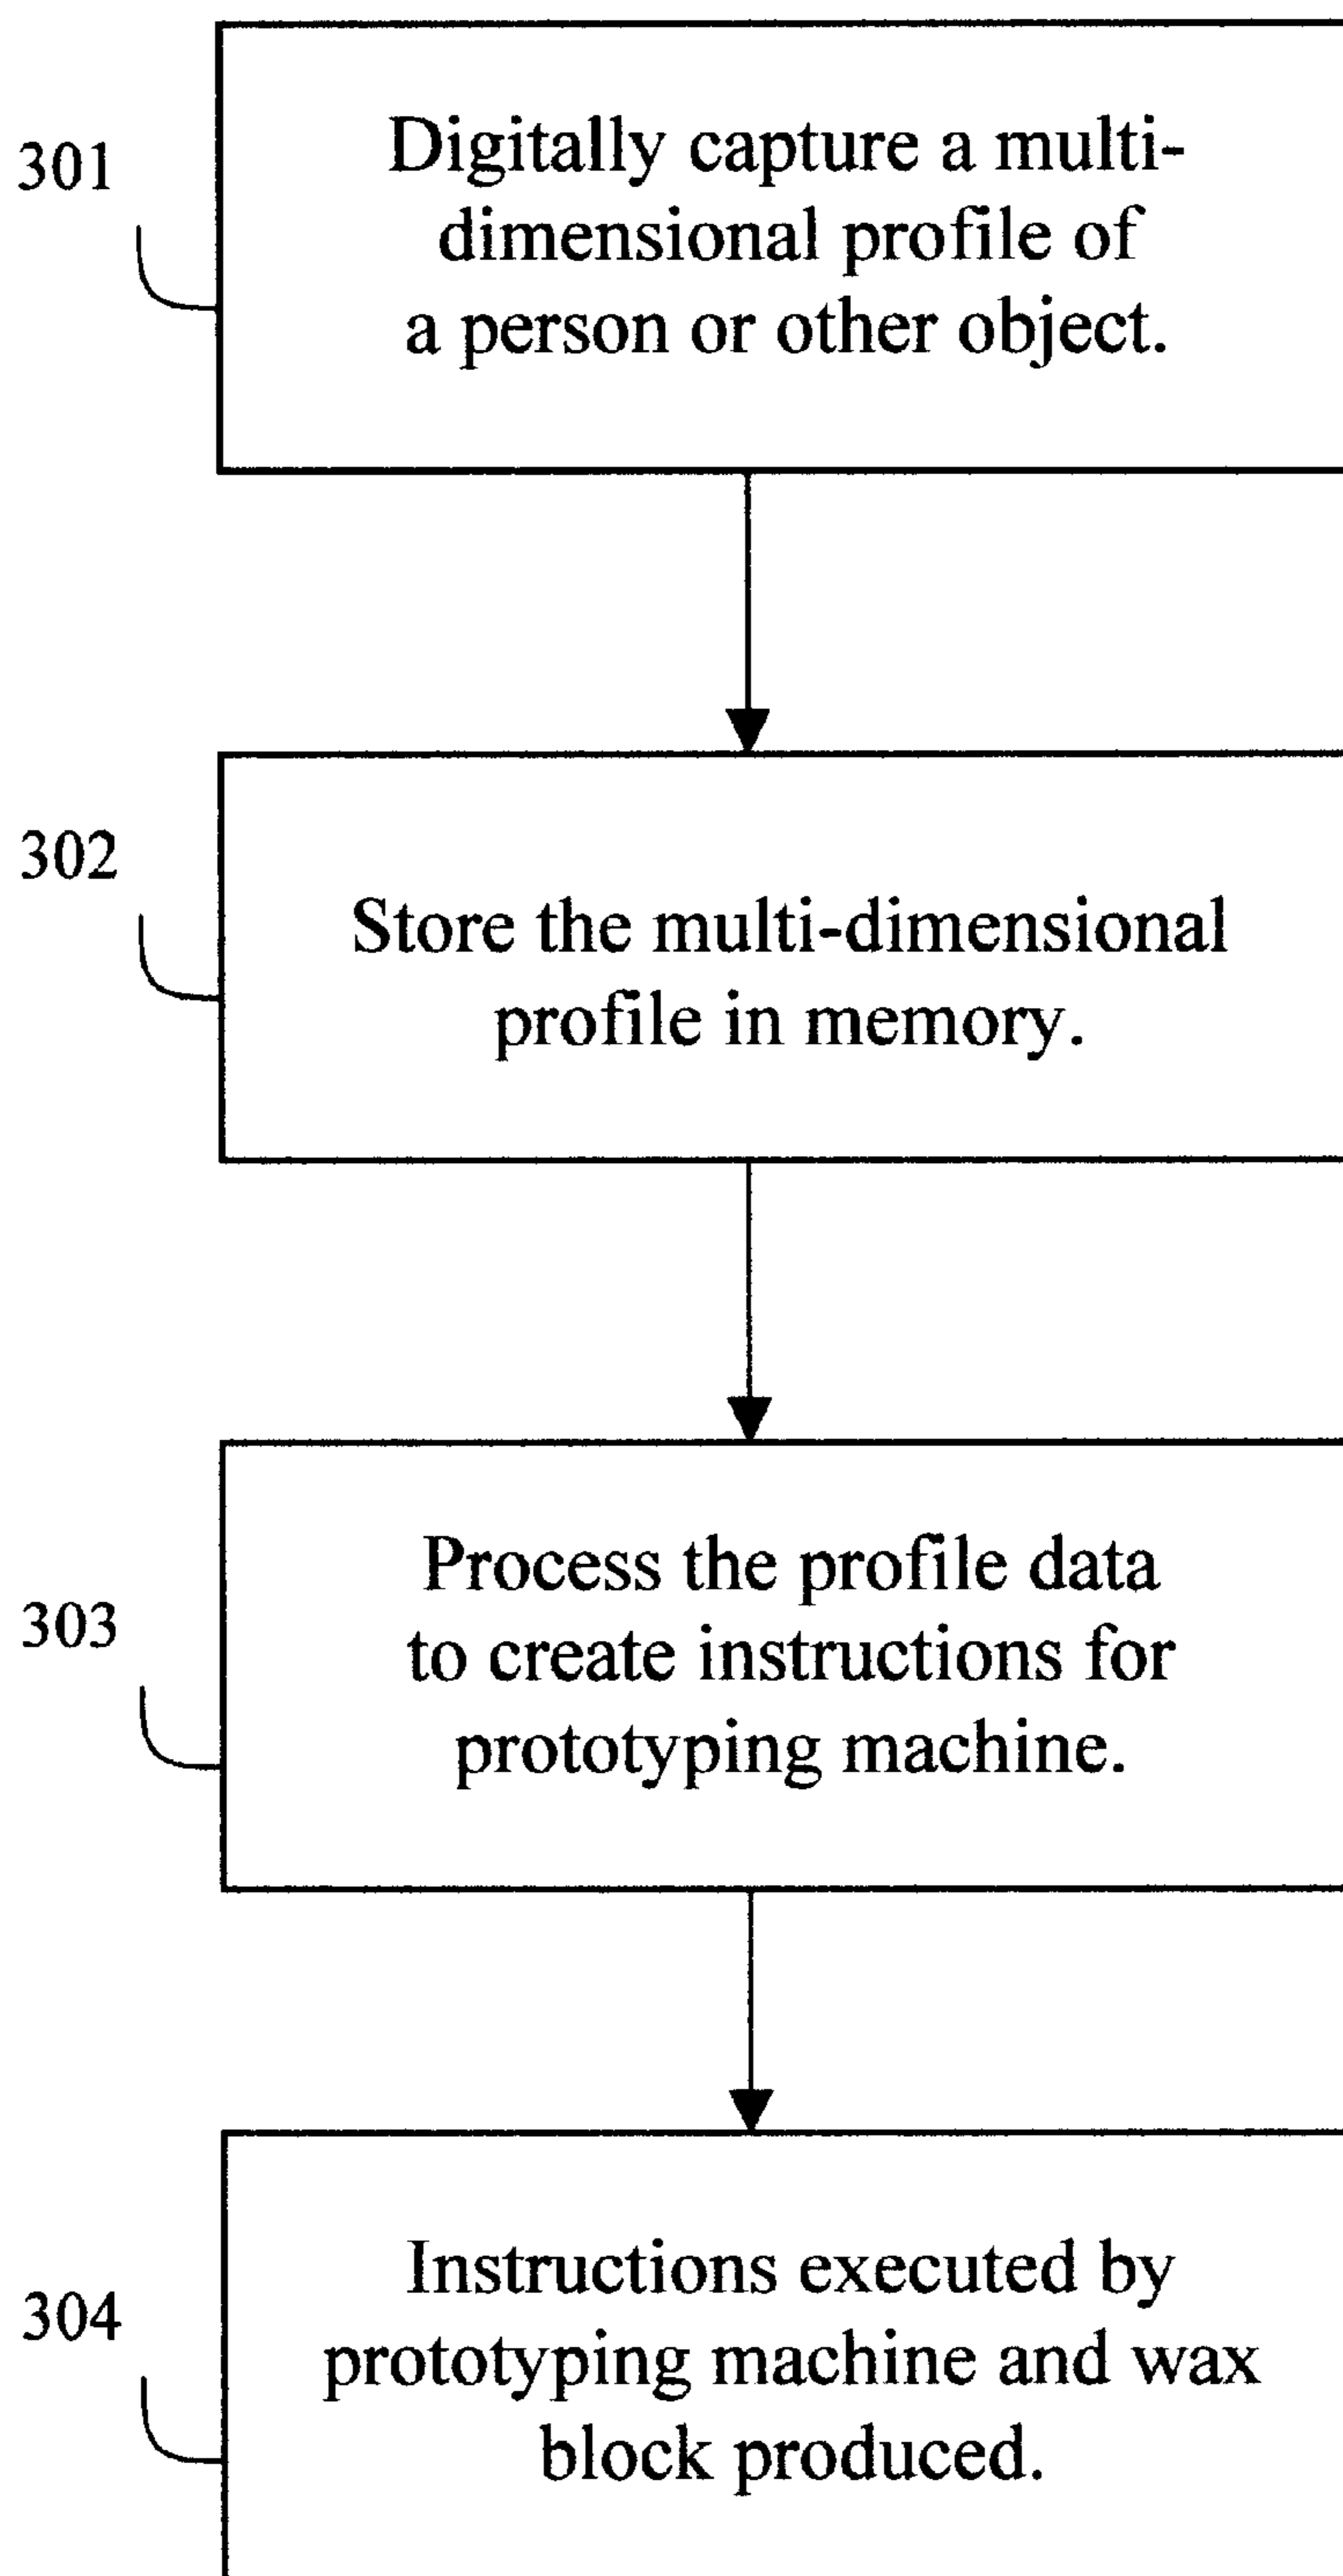 301
Digitally capture a multi-
dimensional profile of
a person or other object.
302
Store the multi-dimensional
profile in memory.
303
Process the profile data
to create instructions for
prototyping machine.
304
Instructions executed by
prototyping machine and wax
block produced.